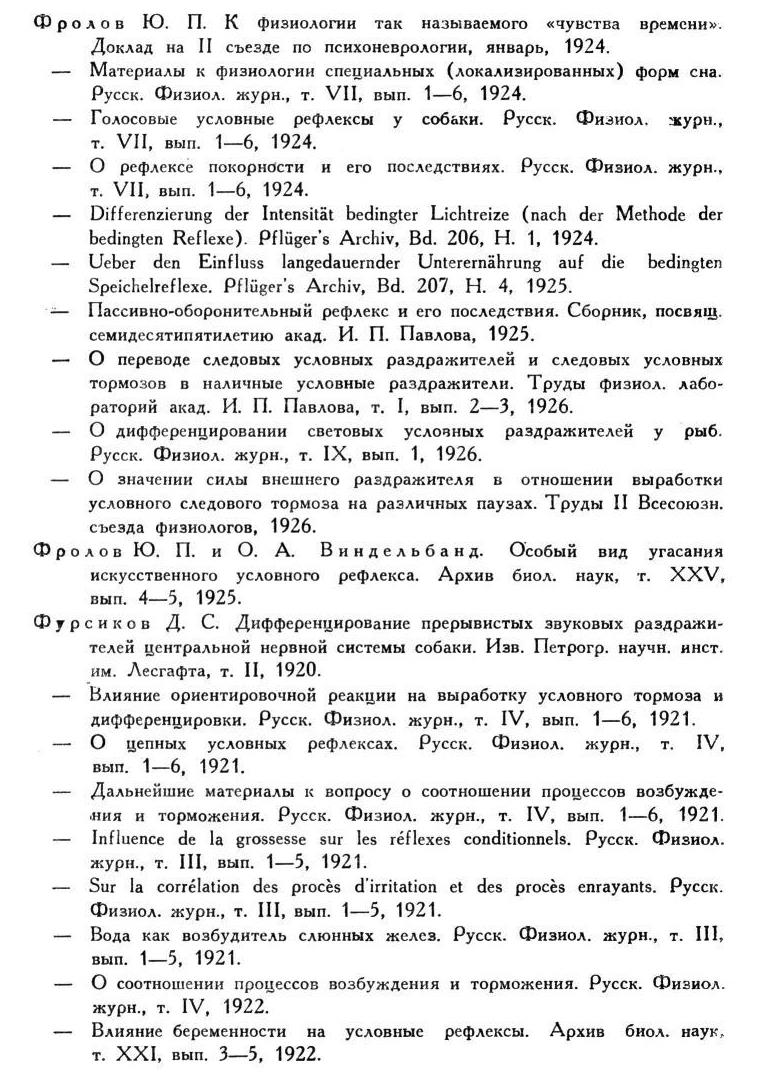 Фролов Ю. П. К физиологии так называемого «чувства времени».
Доклад на II съезде по психоневрологии, январь, 1924.
— Материалы к физиологии специальных (локализированных) форм сна.
Русск. Физиол. журн., т. VII, вып. 1—6, 1924.
— Голосовые условные рефлексы у собаки. Русск. Физиол. журн.,
т. VII, вып. 1—6, 1924.
— О рефлексе покорности и его последствиях. Русск. Физиол. журн.,
т. VII, вып. 1—6, 1924.
— Differenzierung der Intensität bedingter Lichtreize (nach der Methode der
bedingten Reflexe). Pflüger's Archiv, Bd. 206, H. 1, 1924.
— Ueber den Einfluss langedauernder Unterernährung auf die bedingten
Speichelreflexe. Pflüger's Archiv, Bd. 207, H. 4, 1925.
— Пассивно-оборонительный рефлекс и его последствия. Сборник, посвящ.
семидесятипятилетию акад. И. П. Павлова, 1925.
— О переводе следовых условных раздражителей и следовых условных
тормозов в наличные условные раздражители. Труды физиол. лабо-
раторий акад. И. П. Павлова, т. I, вып. 2—3, 1926.
— О дифференцировании световых условных раздражителей у рыб.
Русск. Физиол. журн., т. IX, вып. 1, 1926.
— О значении силы внешнего раздражителя в отношении выработки
условного следового тормоза на различных паузах. Труды II Всесоюзн.
съезда физиологов, 1926.
Фролов Ю. П. и О. А. Виндельбанд. Особый вид угасания
искусственного условного рефлекса. Архив биол. наук, т. XXV,
вып. 4—5, 1925.
Фурсиков Д. С. Дифференцирование прерывистых звуковых раздражи-
телей центральной нервной системы собаки. Изв. Петрогр. научн. инст.
им. Лесгафта, т. II, 1920.
— Влияние ориентировочной реакции на выработку условного тормоза и
дифференцировки. Русск. Физиол. журн., т. IV, вып. 1—6, 1921.
— О цепных условных рефлексах. Русск. Физиол. журн., т. IV,
вып. 1—6, 1921.
— Дальнейшие материалы к вопросу о соотношении процессов возбужде-
ния и торможения. Русск. Физиол. журн., т. IV, вып. 1—6, 1921.
— Influence de la grossesse sur les réflexes conditionnels. Русск. Физиол.
журн., т. III, вып. 1—5, 1921.
— Sur la corrélation des procès d'irritation et des procès enrayants. Русск.
Физиол. журн., т. III, вып. 1—5, 1921.
— Вода как возбудитель слюнных желез. Русск. Физиол. журн., т. III,
вып. 1—5, 1921.
— О соотношении процессов возбуждения и торможения. Русск. Физиол.
журн., т. IV, 1922.
— Влияние беременности на условные рефлексы. Архив биол. наук,
т. XXI, вып. 3—5, 1922.